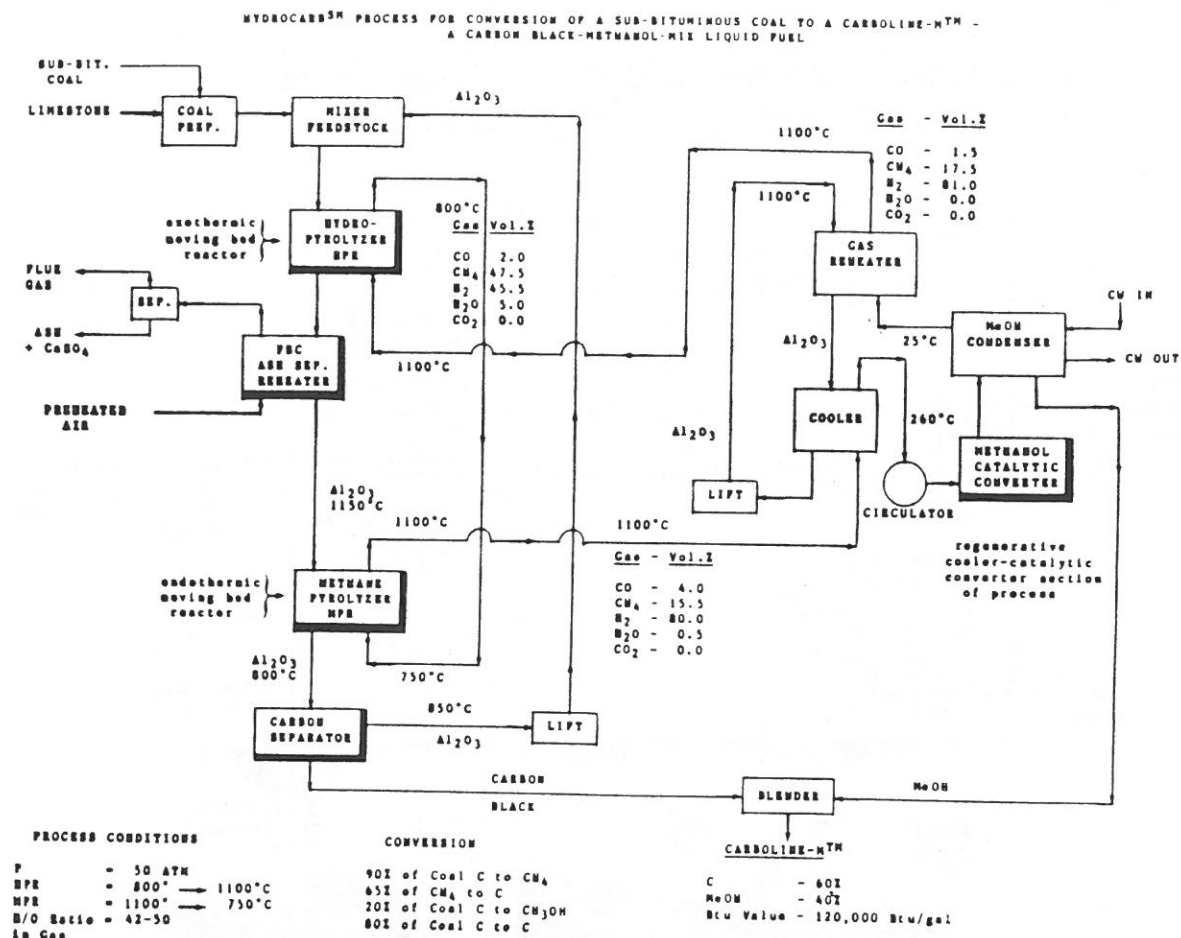 HYDROCARB℠ PROCESS FOR CONVERSION OF A SUB-BITUMINOUS COAL TO A CARBOLINE-M™ -
A CARBON BLACK-METHANOL-MIX LIQUID FUEL
SUB-BIT.
COAL
LIMESTONE
COAL
PREP.
MIXER
FEEDSTOCK
Al₂O₃
1100°C
Gas - Vol.%
CO - 1.5
CH₄ - 17.5
H₂ - 81.0
H₂O - 0.0
CO₂ - 0.0
exothermic
moving bed
reactor
HYDRO-
PYROLYZER
HPR
800°C
Gas Vol.%
CO 2.0
CH₄ 47.5
H₂ 45.5
H₂O 5.0
CO₂ 0.0
1100°C
GAS
REHEATER
FLUE
GAS
SEP.
ASH
+ CaSO₄
FBC
ASH SEP.
REHEATER
1100°C
PREHEATED
AIR
Al₂O₃
25°C
MeOH
CONDENSER
CW IN
CW OUT
COOLER
Al₂O₃
260°C
LIFT
CIRCULATOR
METHANOL
CATALYTIC
CONVERTER
Al₂O₃
1150°C
1100°C
1100°C
Gas - Vol.%
CO - 4.0
CH₄ - 15.5
H₂ - 80.0
H₂O - 0.5
CO₂ - 0.0
regenerative
cooler-catalytic
converter section
of process
endothermic
moving bed
reactor
METHANE
PYROLYZER
MPR
Al₂O₃
800°C
750°C
CARBON
SEPARATOR
850°C
Al₂O₃
LIFT
CARBON
BLACK
BLENDER
MeOH
CARBOLINE-M™
C - 60%
MeOH - 40%
Btu Value - 120,000 Btu/gal
PROCESS CONDITIONS
P = 50 ATM
HPR = 800° → 1100°C
MPR = 1100° → 750°C
H/O Ratio = 42-50
in Gas
CONVERSION
90% of Coal C to CH₄
65% of CH₄ to C
20% of Coal C to CH₃OH
80% of Coal C to C